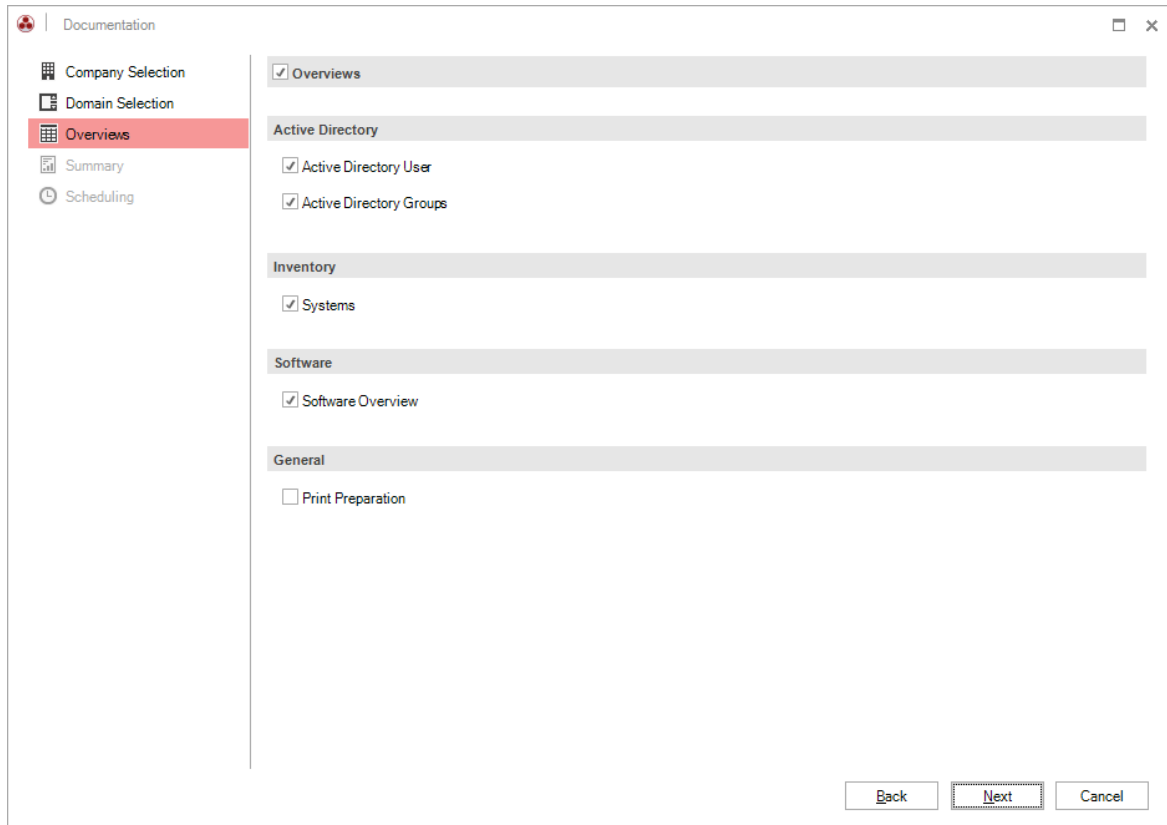 Documentation
Company Selection
Domain Selection
Overviews
Summary
Scheduling
Overviews
Active Directory
Active Directory User
Active Directory Groups
Inventory
Systems
Software
Software Overview
General
Print Preparation
Back
Next
Cancel